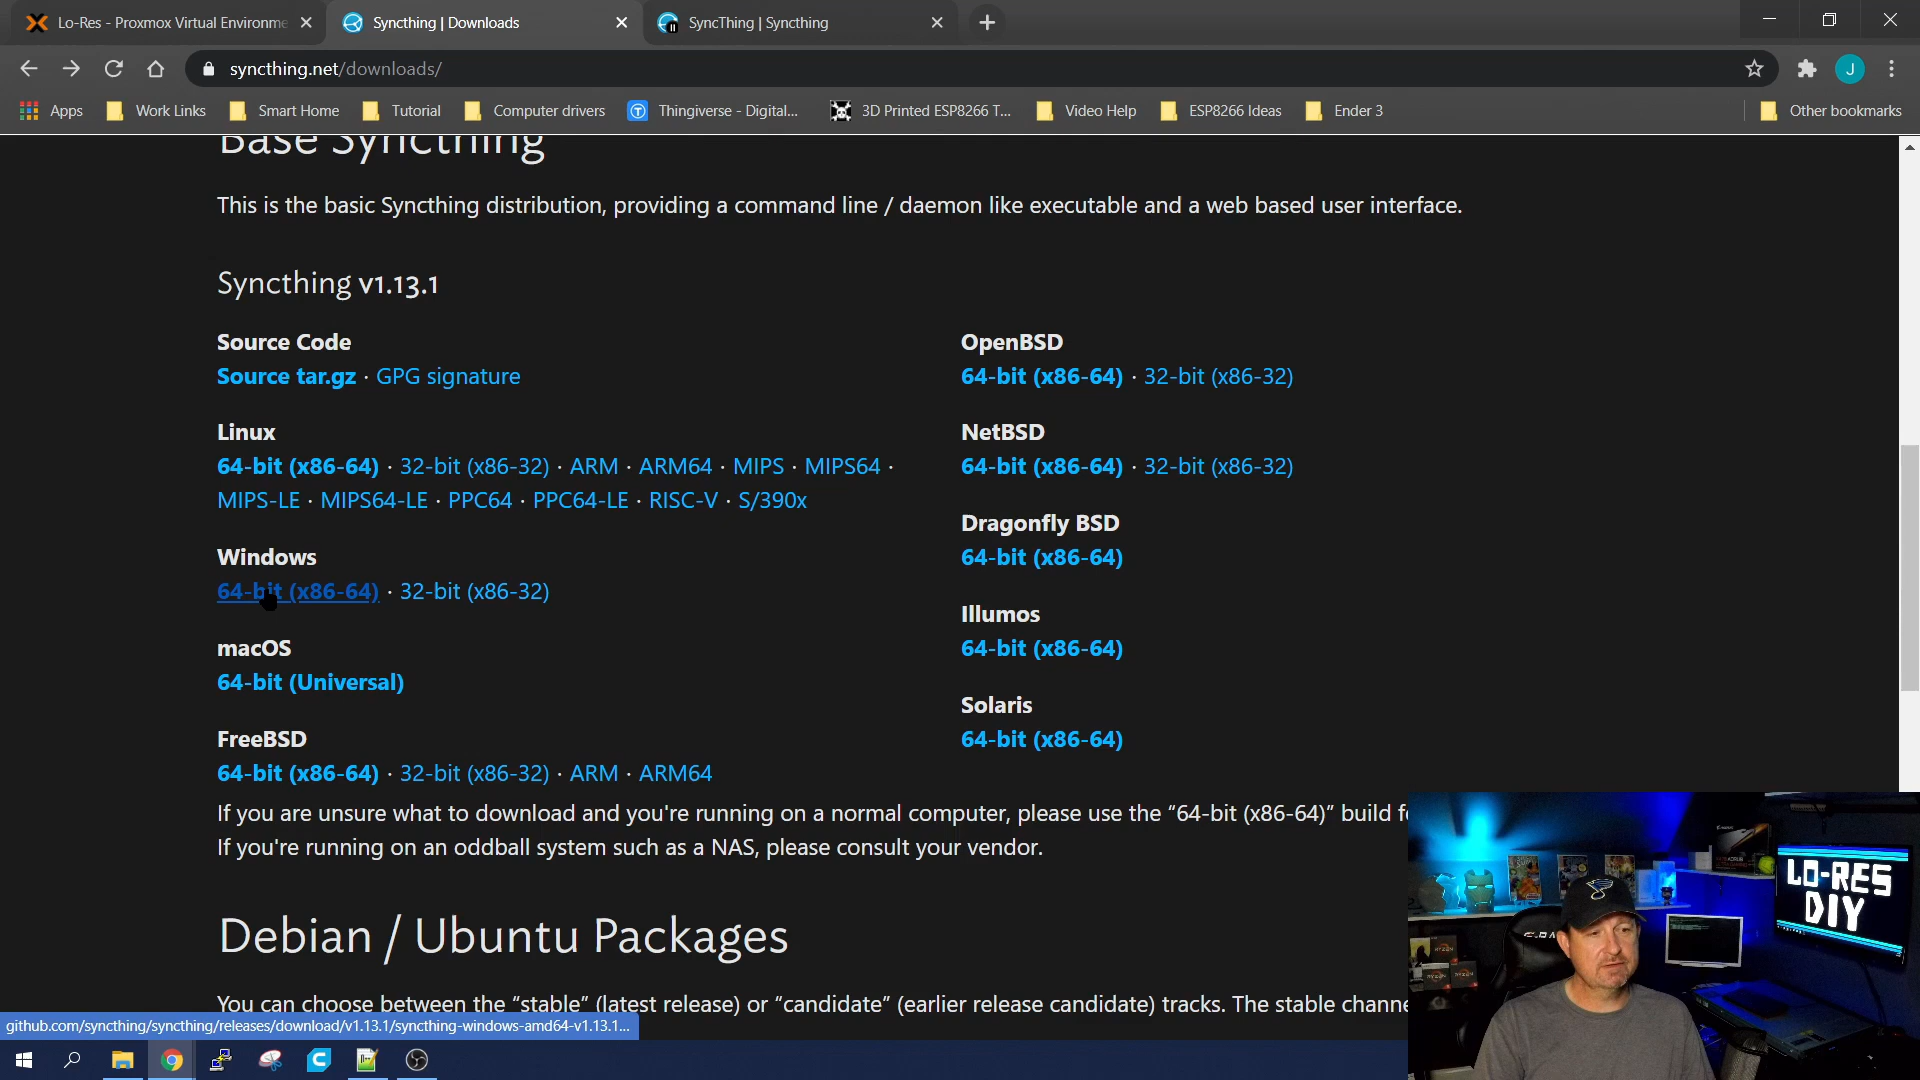 Lo-Res - Proxmox Virtual Environme
Syncthing | Downloads
SyncThing | Syncthing
syncthing.net/downloads/
J
Apps
Work Links
Smart Home
Tutorial
Computer drivers
Thingiverse - Digital...
3D Printed ESP8266 T...
Video Help
ESP8266 Ideas
Ender 3
Other bookmarks
Base Syncthing
This is the basic Syncthing distribution, providing a command line / daemon like executable and a web based user interface.
Syncthing v1.13.1
Source Code
Source tar.gz · GPG signature
Linux
64-bit (x86-64) · 32-bit (x86-32) · ARM · ARM64 · MIPS · MIPS64 ·
MIPS-LE · MIPS64-LE · PPC64 · PPC64-LE · RISC-V · S/390x
Windows
64-bit (x86-64) · 32-bit (x86-32)
macOS
64-bit (Universal)
FreeBSD
64-bit (x86-64) · 32-bit (x86-32) · ARM · ARM64
OpenBSD
64-bit (x86-64) · 32-bit (x86-32)
NetBSD
64-bit (x86-64) · 32-bit (x86-32)
Dragonfly BSD
64-bit (x86-64)
Illumos
64-bit (x86-64)
Solaris
64-bit (x86-64)
If you are unsure what to download and you're running on a normal computer, please use the “64-bit (x86-64)” build f
If you're running on an oddball system such as a NAS, please consult your vendor.
Debian / Ubuntu Packages
You can choose between the “stable” (latest release) or “candidate” (earlier release candidate) tracks. The stable channe
github.com/syncthing/syncthing/releases/download/v1.13.1/syncthing-windows-amd64-v1.13.1...
LO-RES
DIY
RYZEN
RYZEN
RYZEN